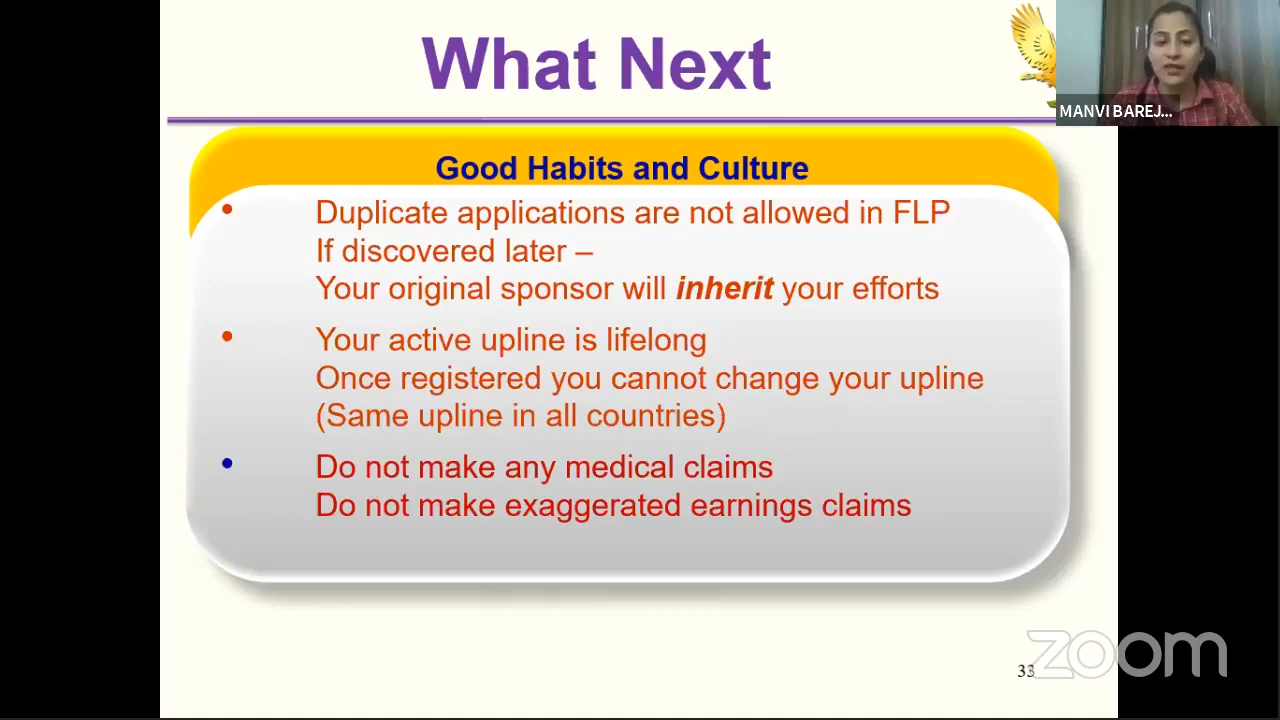 What Next
MANVI BAREJ...
Good Habits and Culture
• Duplicate applications are not allowed in FLP
If discovered later –
Your original sponsor will inherit your efforts
• Your active upline is lifelong
Once registered you cannot change your upline
(Same upline in all countries)
• Do not make any medical claims
Do not make exaggerated earnings claims
33
zoom